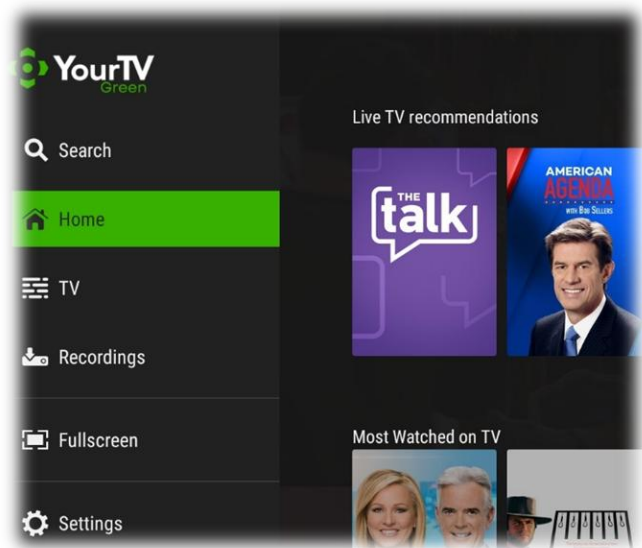 YourTV
Green
Search
Home
TV
Recordings
Fullscreen
Settings
Live TV recommendations
THE
talk
AMERICAN
AGENDA
WITH BOB SELLERS
Most Watched on TV